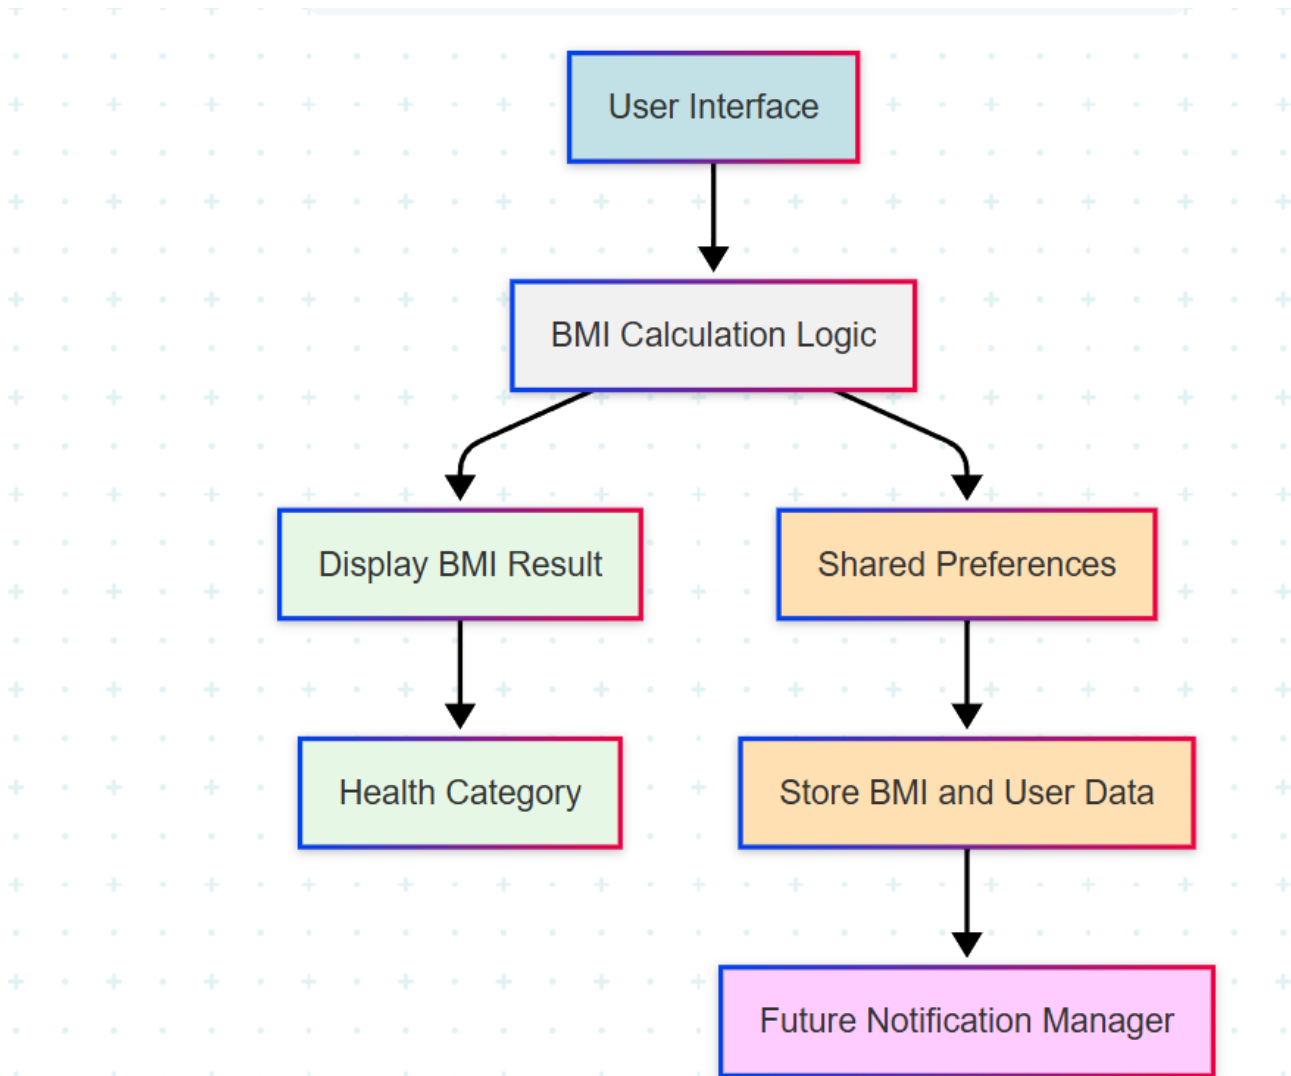 User Interface
BMI Calculation Logic
Display BMI Result
Shared Preferences
Health Category
Store BMI and User Data
Future Notification Manager